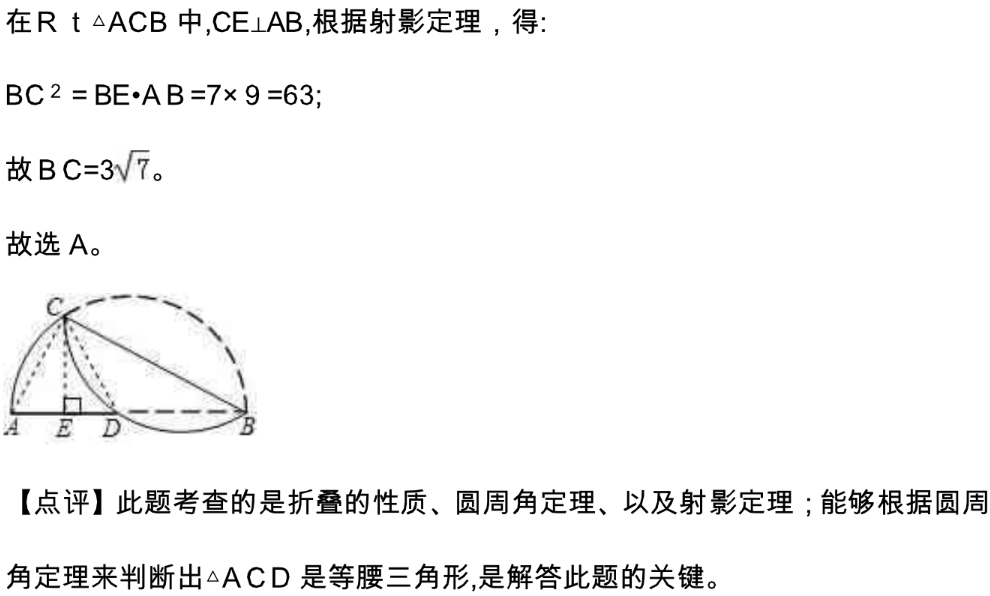 在R t △ACB 中,CE⊥AB,根据射影定理，得:
BC ² = BE•A B =7× 9 =63;
故 B C=3√7。
故选 A。
C
A E D B
【点评】此题考查的是折叠的性质、圆周角定理、以及射影定理；能够根据圆周
角定理来判断出△A C D 是等腰三角形,是解答此题的关键。